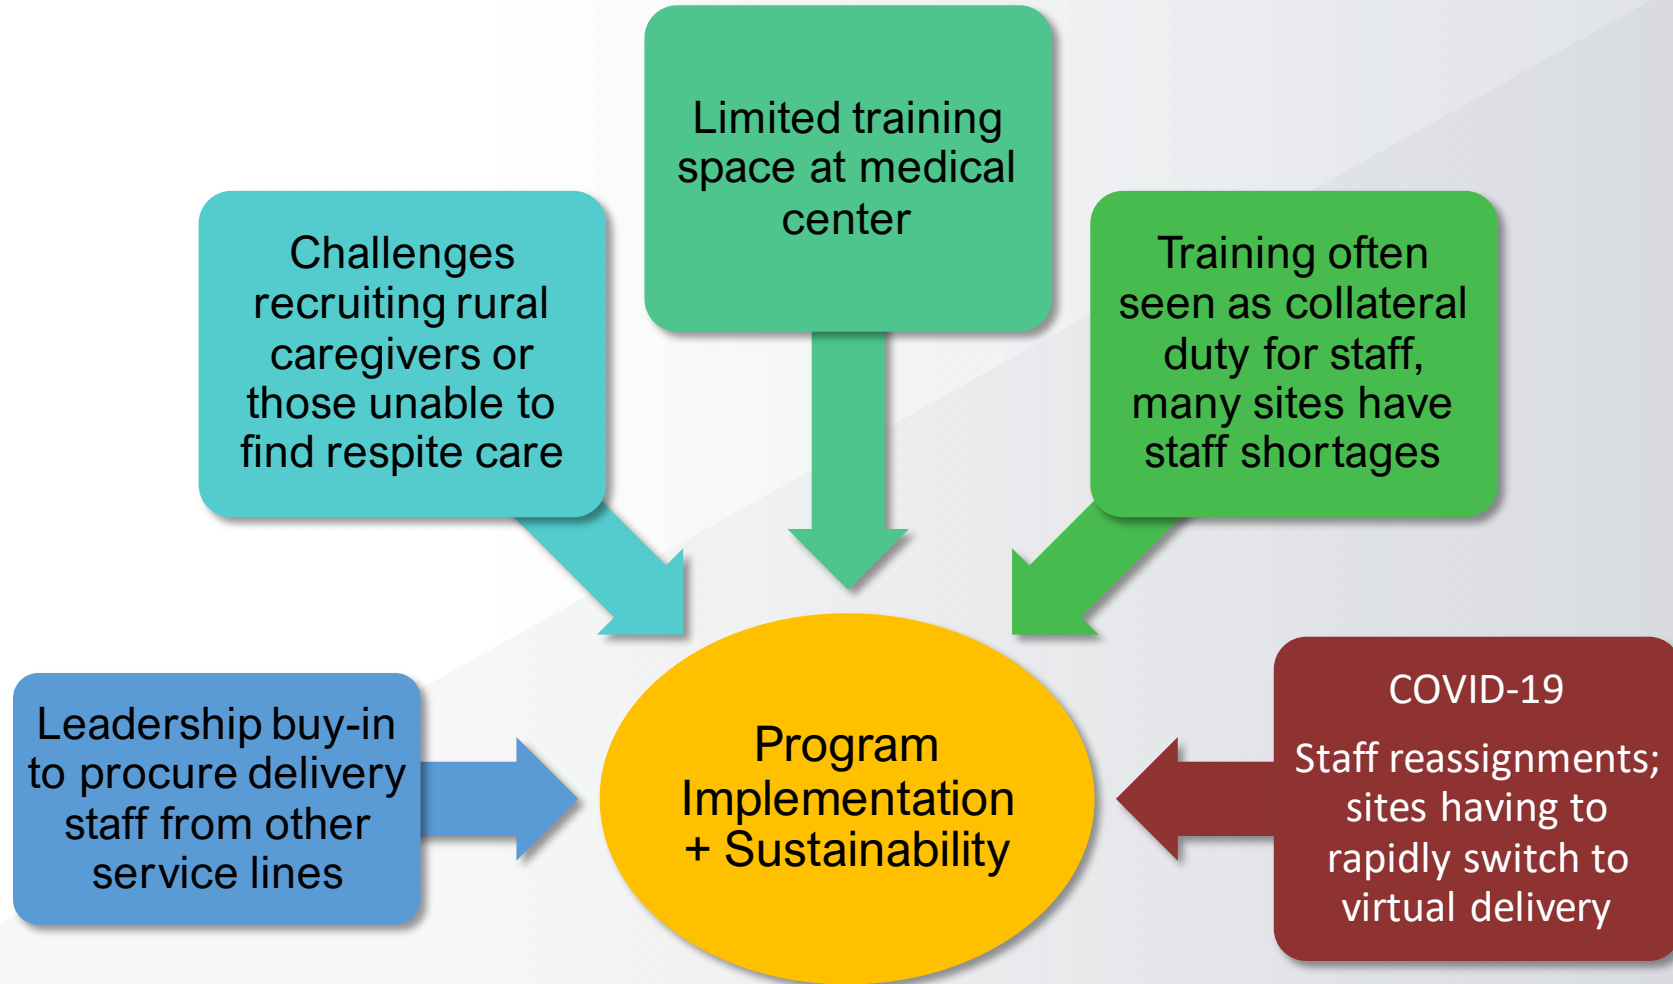 Limited training
space at medical
center
Challenges
recruiting rural
caregivers or
those unable to
find respite care
Training often
seen as collateral
duty for staff,
many sites have
staff shortages
Leadership buy-in
to procure delivery
staff from other
service lines
Program
Implementation
+ Sustainability
COVID-19
Staff reassignments;
sites having to
rapidly switch to
virtual delivery